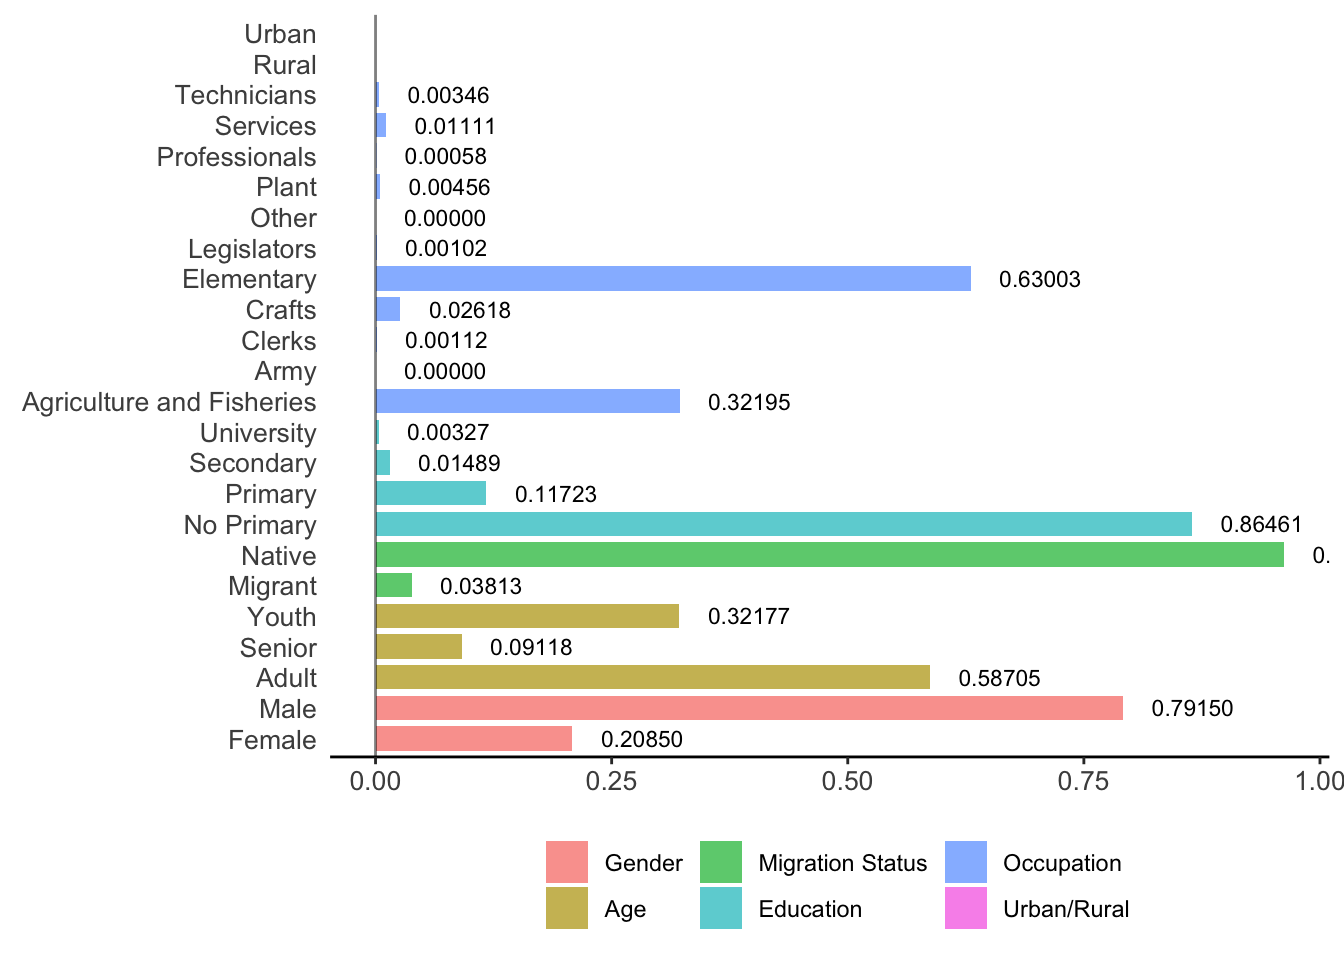 Urban
Rural
Technicians 0.00346
Services 0.01111
Professionals 0.00058
Plant 0.00456
Other 0.00000
Legislators 0.00102
Elementary 0.63003
Crafts 0.02618
Clerks 0.00112
Army 0.00000
Agriculture and Fisheries 0.32195
University 0.00327
Secondary 0.01489
Primary 0.11723
No Primary 0.86461
Native 0.
Migrant 0.03813
Youth 0.32177
Senior 0.09118
Adult 0.58705
Male 0.79150
Female 0.20850
0.00 0.25 0.50 0.75 1.00
Gender Migration Status Occupation
Age Education Urban/Rural